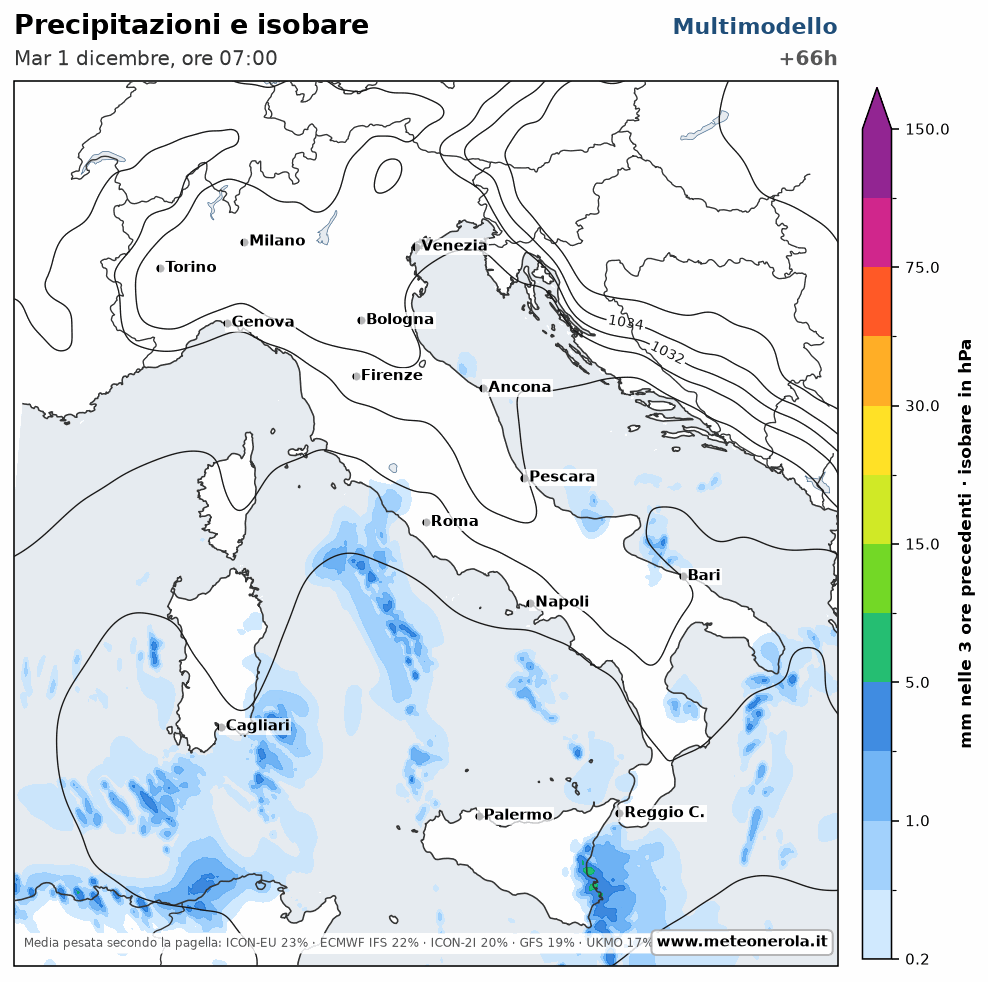 Precipitazioni e isobare
Multimodello
Mar 1 dicembre, ore 07:00
+66h
150.0
75.0
30.0
15.0
5.0
1.0
0.2
mm nelle 3 ore precedenti · isobare in hPa
Milano
Venezia
Torino
Genova
Bologna
1034
1032
Firenze
Ancona
Pescara
Roma
Bari
Napoli
Cagliari
Palermo
Reggio C.
Media pesata secondo la pagella: ICON-EU 23% · ECMWF IFS 22% · ICON-2I 20% · GFS 19% · UKMO 17%
www.meteonerola.it